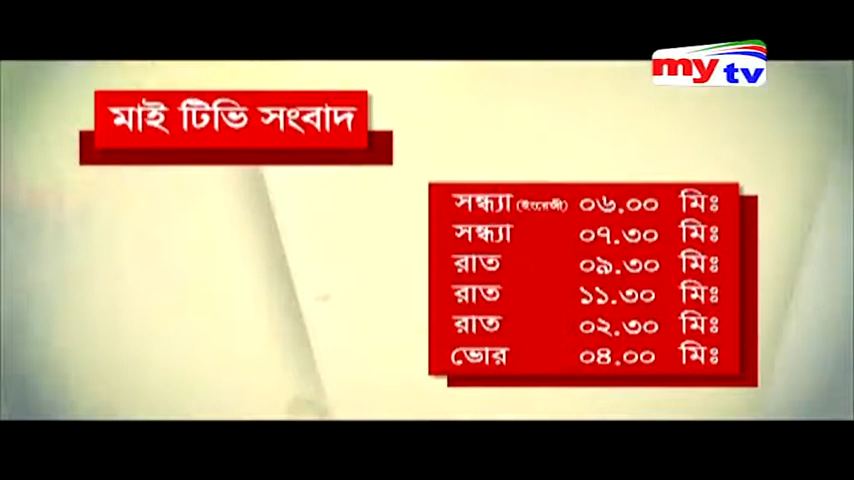 my tv
মাই টিভি সংবাদ
সন্ধ্যা (ইংরেজী) ০৬.০০ মিঃ
সন্ধ্যা ০৭.৩০ মিঃ
রাত ০৯.৩০ মিঃ
রাত ১১.৩০ মিঃ
রাত ০২.৩০ মিঃ
ভোর ০৪.০০ মিঃ